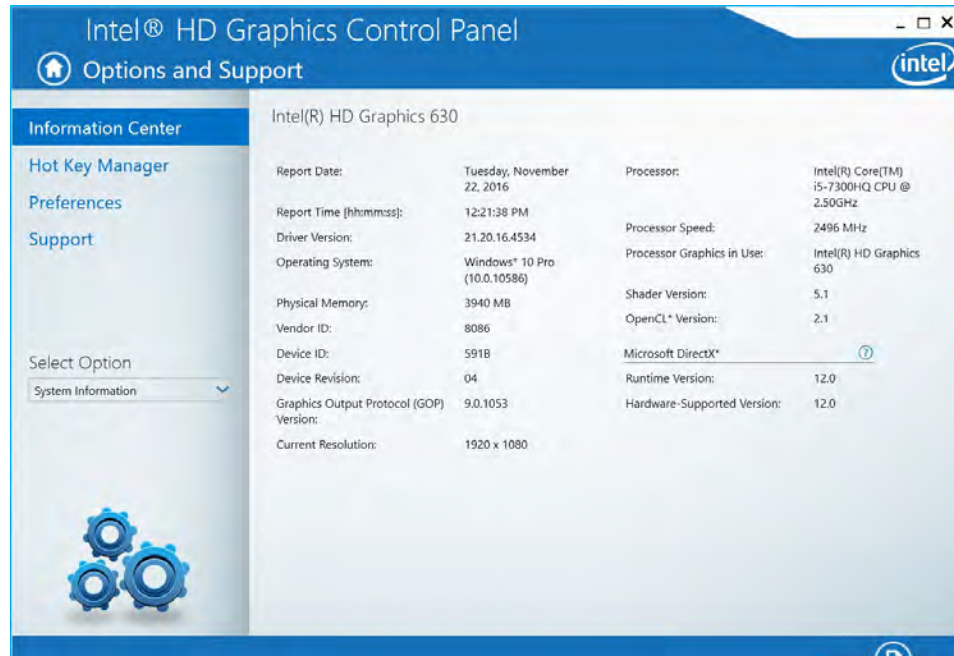 Intel® HD Graphics Control Panel
Options and Support
intel
Information Center
Hot Key Manager
Preferences
Support
Select Option
System Information
Intel(R) HD Graphics 630
Report Date: Tuesday, November
22, 2016
Report Time [hh:mm:ss]: 12:21:38 PM
Driver Version: 21.20.16.4534
Operating System: Windows* 10 Pro
(10.0.10586)
Physical Memory: 3940 MB
Vendor ID: 8086
Device ID: 591B
Device Revision: 04
Graphics Output Protocol (GOP) 9.0.1053
Version:
Current Resolution: 1920 x 1080
Processor: Intel(R) Core(TM)
i5-7300HQ CPU @
2.50GHz
Processor Speed: 2496 MHz
Processor Graphics in Use: Intel(R) HD Graphics
630
Shader Version: 5.1
OpenCL* Version: 2.1
Microsoft DirectX* ?
Runtime Version: 12.0
Hardware-Supported Version: 12.0